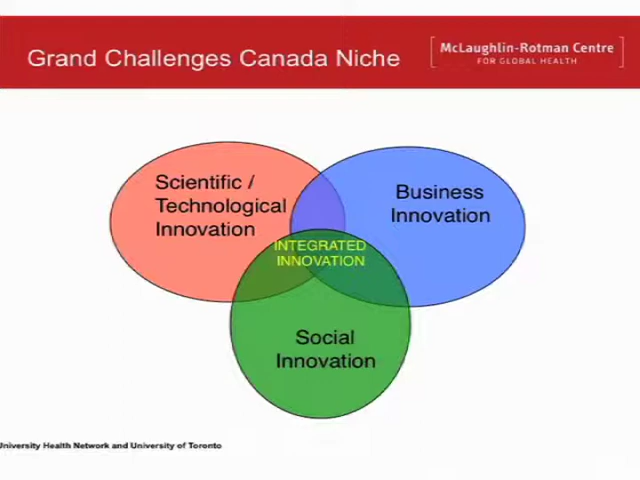 Grand Challenges Canada Niche
McLaughlin-Rotman Centre
FOR GLOBAL HEALTH
Scientific /
Technological
Innovation
Business
Innovation
INTEGRATED
INNOVATION
Social
Innovation
University Health Network and University of Toronto